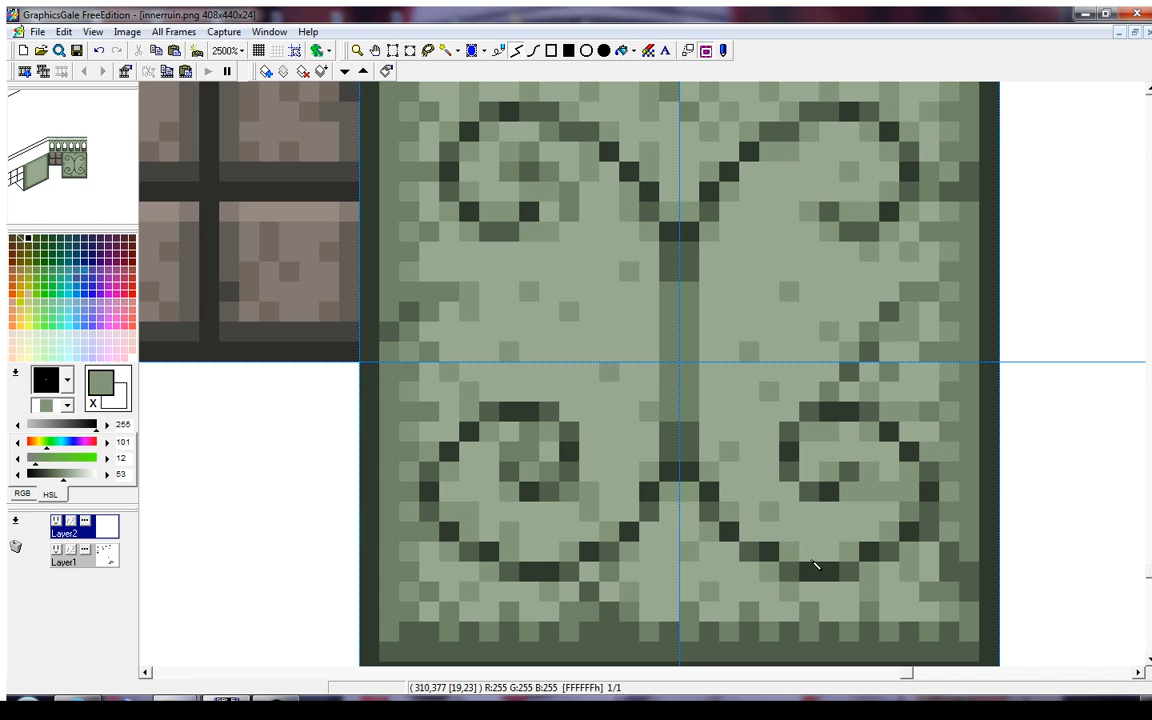 GraphicsGale FreeEdition - [innerruin.png 408x440x24]
File Edit View Image All Frames Capture Window Help
2500%
A
255
101
12
53
X
RGB HSL
Layer2
Layer1
( 310,377 [19,23] ) R:255 G:255 B:255 [FFFFFFh] 1/1